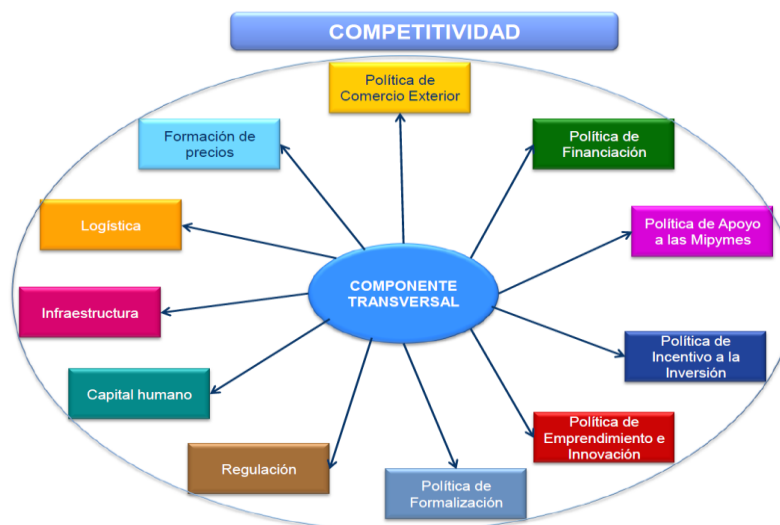 COMPETITIVIDAD
Política de
Comercio Exterior
Formación de
precios
Política de
Financiación
Logística
Política de Apoyo
a las Mipymes
COMPONENTE
TRANSVERSAL
Infraestructura
Política de
Incentivo a la
Inversión
Capital humano
Política de
Emprendimiento e
Innovación
Regulación
Política de
Formalización